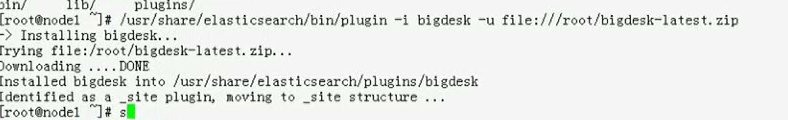 bin/    lib/    plugins/
[root@node1 ~]# /usr/share/elasticsearch/bin/plugin -i bigdesk -u file:///root/bigdesk-latest.zip
-> Installing bigdesk...
Trying file:/root/bigdesk-latest.zip...
Downloading ....DONE
Installed bigdesk into /usr/share/elasticsearch/plugins/bigdesk
Identified as a _site plugin, moving to _site structure ...
[root@node1 ~]# s